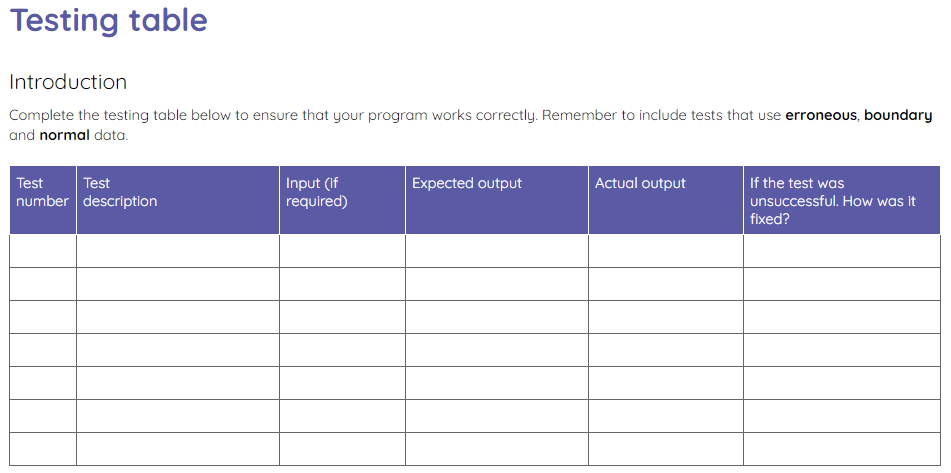 Testing table
Introduction
Complete the testing table below to ensure that your program works correctly. Remember to include tests that use erroneous, boundary
and normal data.
Test number
Test description
Input (if required)
Expected output
Actual output
If the test was unsuccessful. How was it fixed?